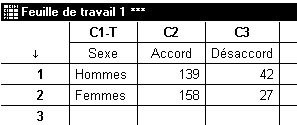 Feuille de travail 1 ***
↓ C1-T C2 C3
Sexe Accord Désaccord
1 Hommes 139 42
2 Femmes 158 27
3